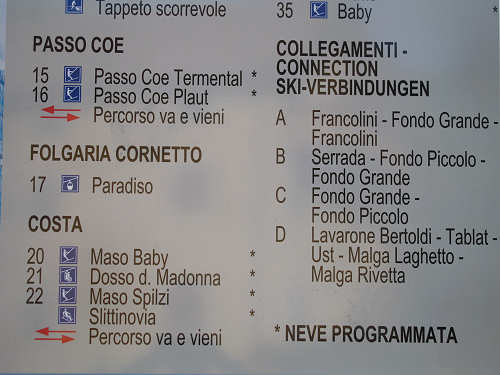 Tappeto scorrevole
PASSO COE
15 Passo Coe Termental *
16 Passo Coe Plaut *
Percorso va e vieni
FOLGARIA CORNETTO
17 Paradiso
COSTA
20 Maso Baby *
21 Dosso d. Madonna *
22 Maso Spilzi *
Slittinovia *
Percorso va e vieni
35 Baby *
COLLEGAMENTI -
CONNECTION
SKI-VERBINDUNGEN
A Francolini - Fondo Grande -
Francolini
B Serrada - Fondo Piccolo -
Fondo Grande
C Fondo Grande -
Fondo Piccolo
D Lavarone Bertoldi - Tablat -
Ust - Malga Laghetto -
Malga Rivetta
* NEVE PROGRAMMATA